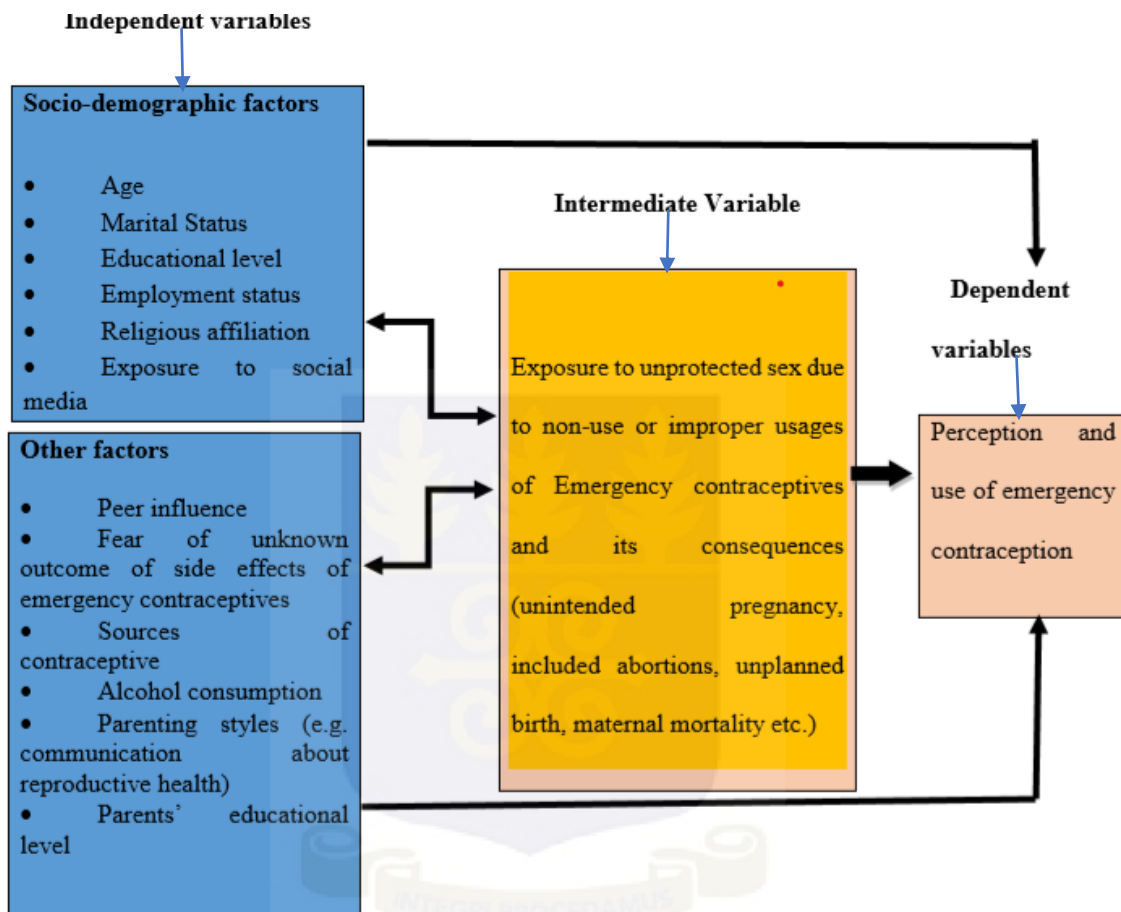 Independent variables
Socio-demographic factors
• Age
• Marital Status
• Educational level
• Employment status
• Religious affiliation
• Exposure to social
media
Other factors
• Peer influence
• Fear of unknown
outcome of side effects of
emergency contraceptives
• Sources of
contraceptive
• Alcohol consumption
• Parenting styles (e.g.
communication about
reproductive health)
• Parents’ educational
level
Intermediate Variable
Exposure to unprotected sex due
to non-use or improper usages
of Emergency contraceptives
and its consequences
(unintended pregnancy,
included abortions, unplanned
birth, maternal mortality etc.)
Dependent
variables
Perception and
use of emergency
contraception
INTEGRI PROCEDAMUS